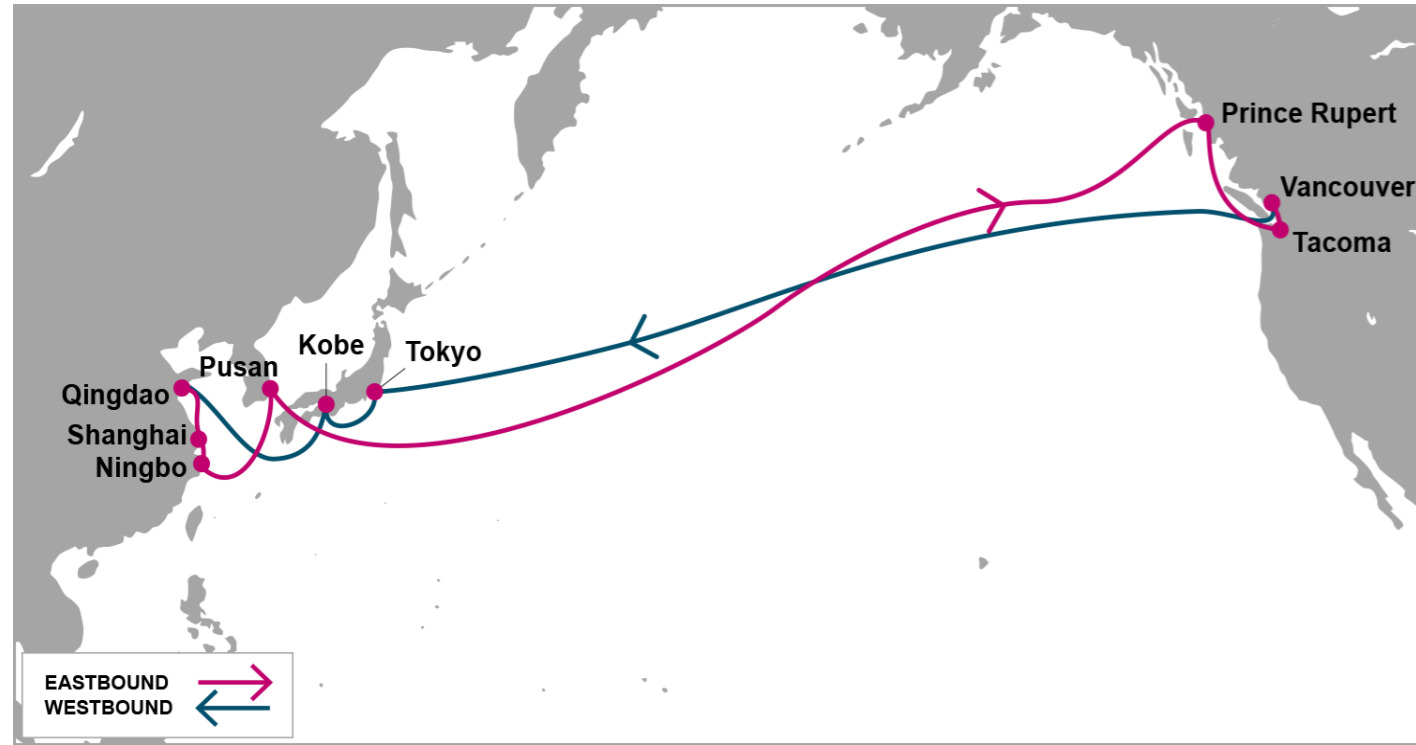 Prince Rupert
Vancouver
Tacoma
Kobe
Tokyo
Pusan
Qingdao
Shanghai
Ningbo
EASTBOUND
WESTBOUND